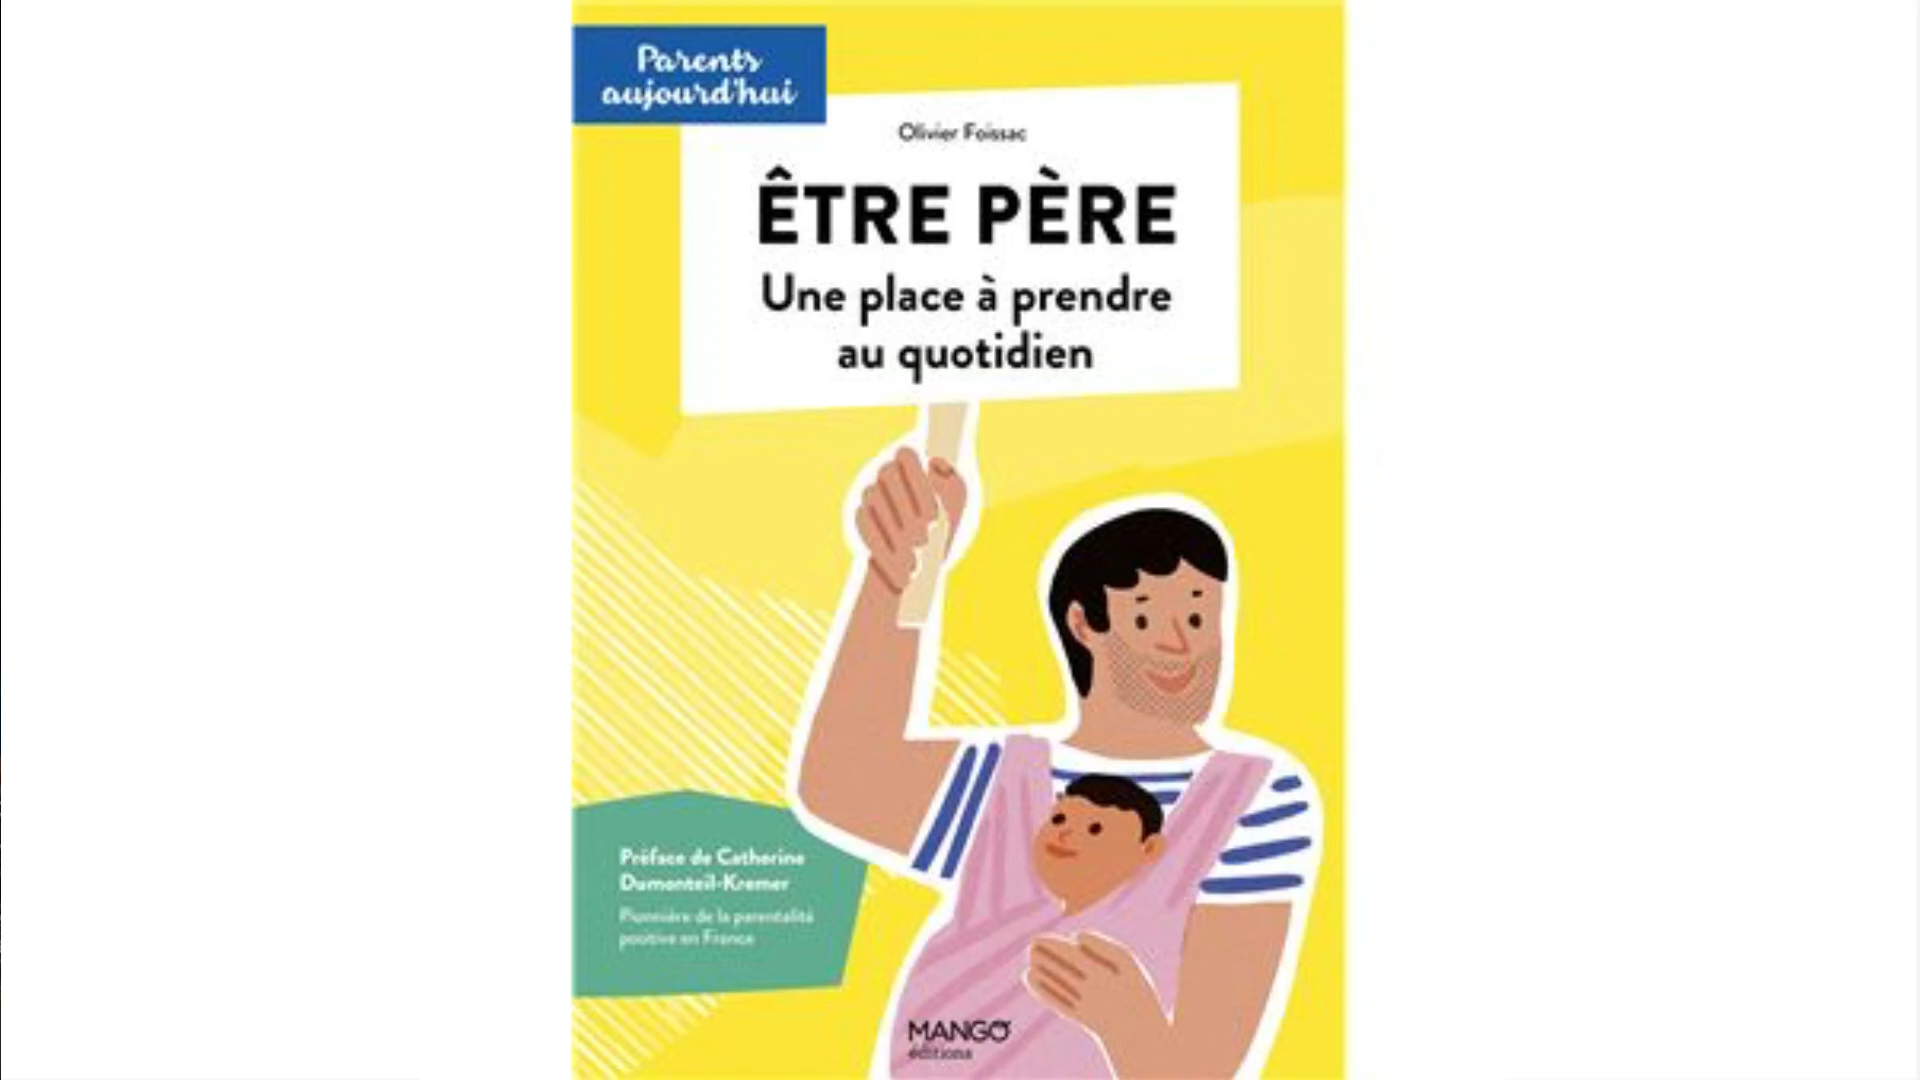 Parents
aujourd'hui
Olivier Foissac
ÊTRE PÈRE
Une place à prendre
au quotidien
Préface de Catherine
Dumonteil-Kremer
Pionnière de la parentalité
positive en France
MANGO
éditions